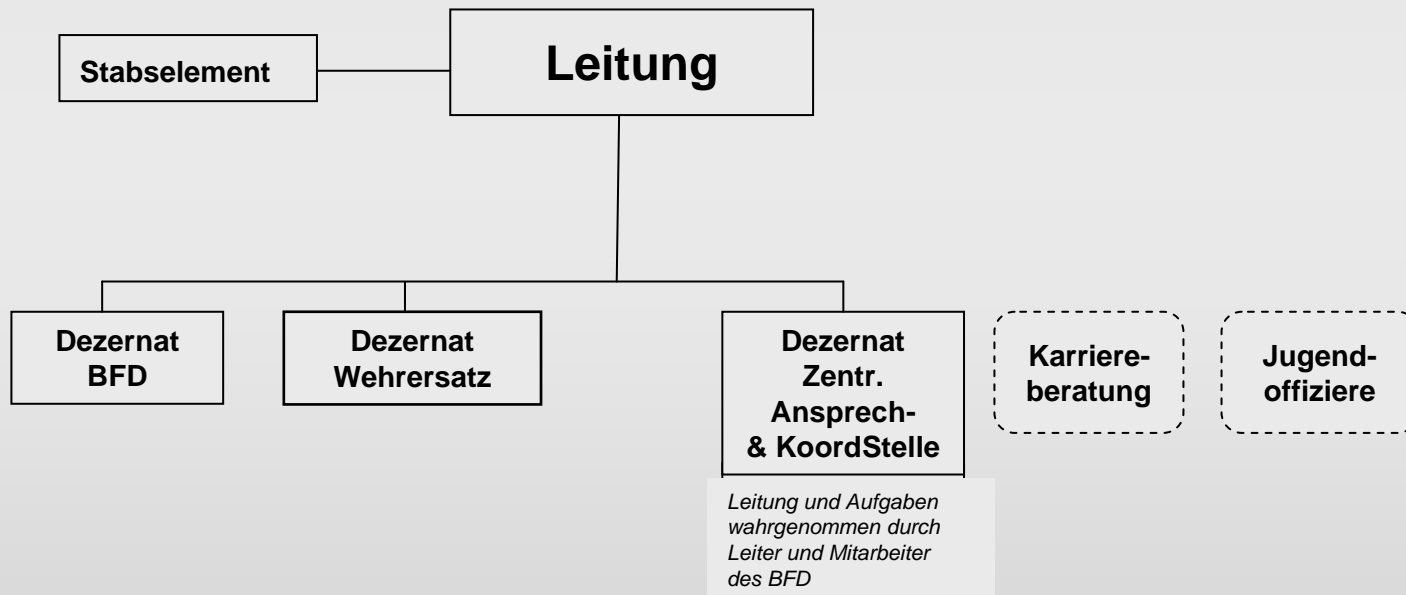 Stabselement
Leitung
Dezernat
BFD
Dezernat
Wehrersatz
Dezernat
Zentr.
Ansprech-
& KoordStelle
Leitung und Aufgaben
wahrgenommen durch
Leiter und Mitarbeiter
des BFD
Karriere-
beratung
Jugend-
offiziere